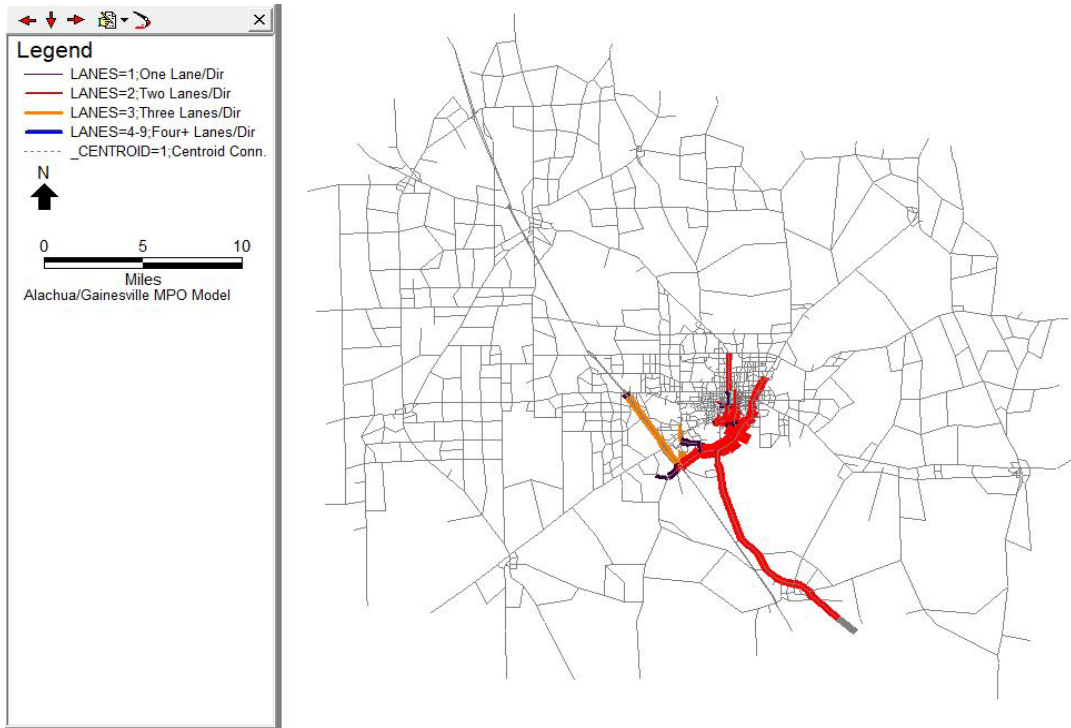 Legend
LANES=1;One Lane/Dir
LANES=2;Two Lanes/Dir
LANES=3;Three Lanes/Dir
LANES=4-9;Four+ Lanes/Dir
_CENTROID=1;Centroid Conn.
N
0 5 10
Miles
Alachua/Gainesville MPO Model